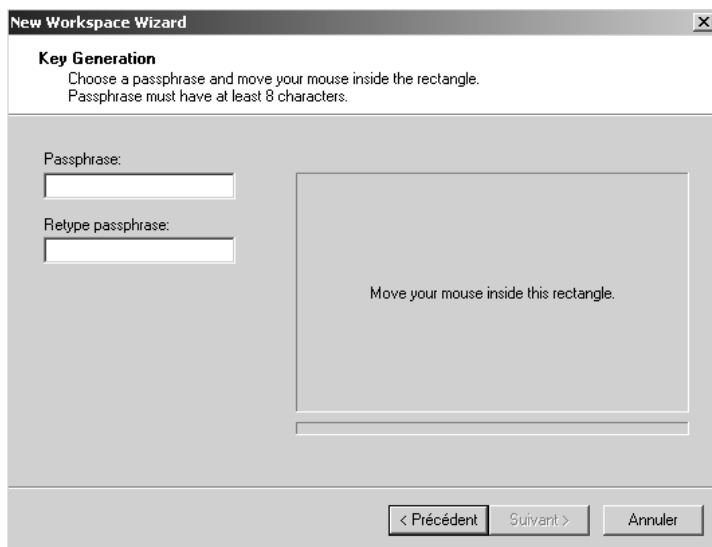 New Workspace Wizard
Key Generation
Choose a passphrase and move your mouse inside the rectangle.
Passphrase must have at least 8 characters.
Passphrase:
Retype passphrase:
Move your mouse inside this rectangle.
< Précédent
Suivant >
Annuler